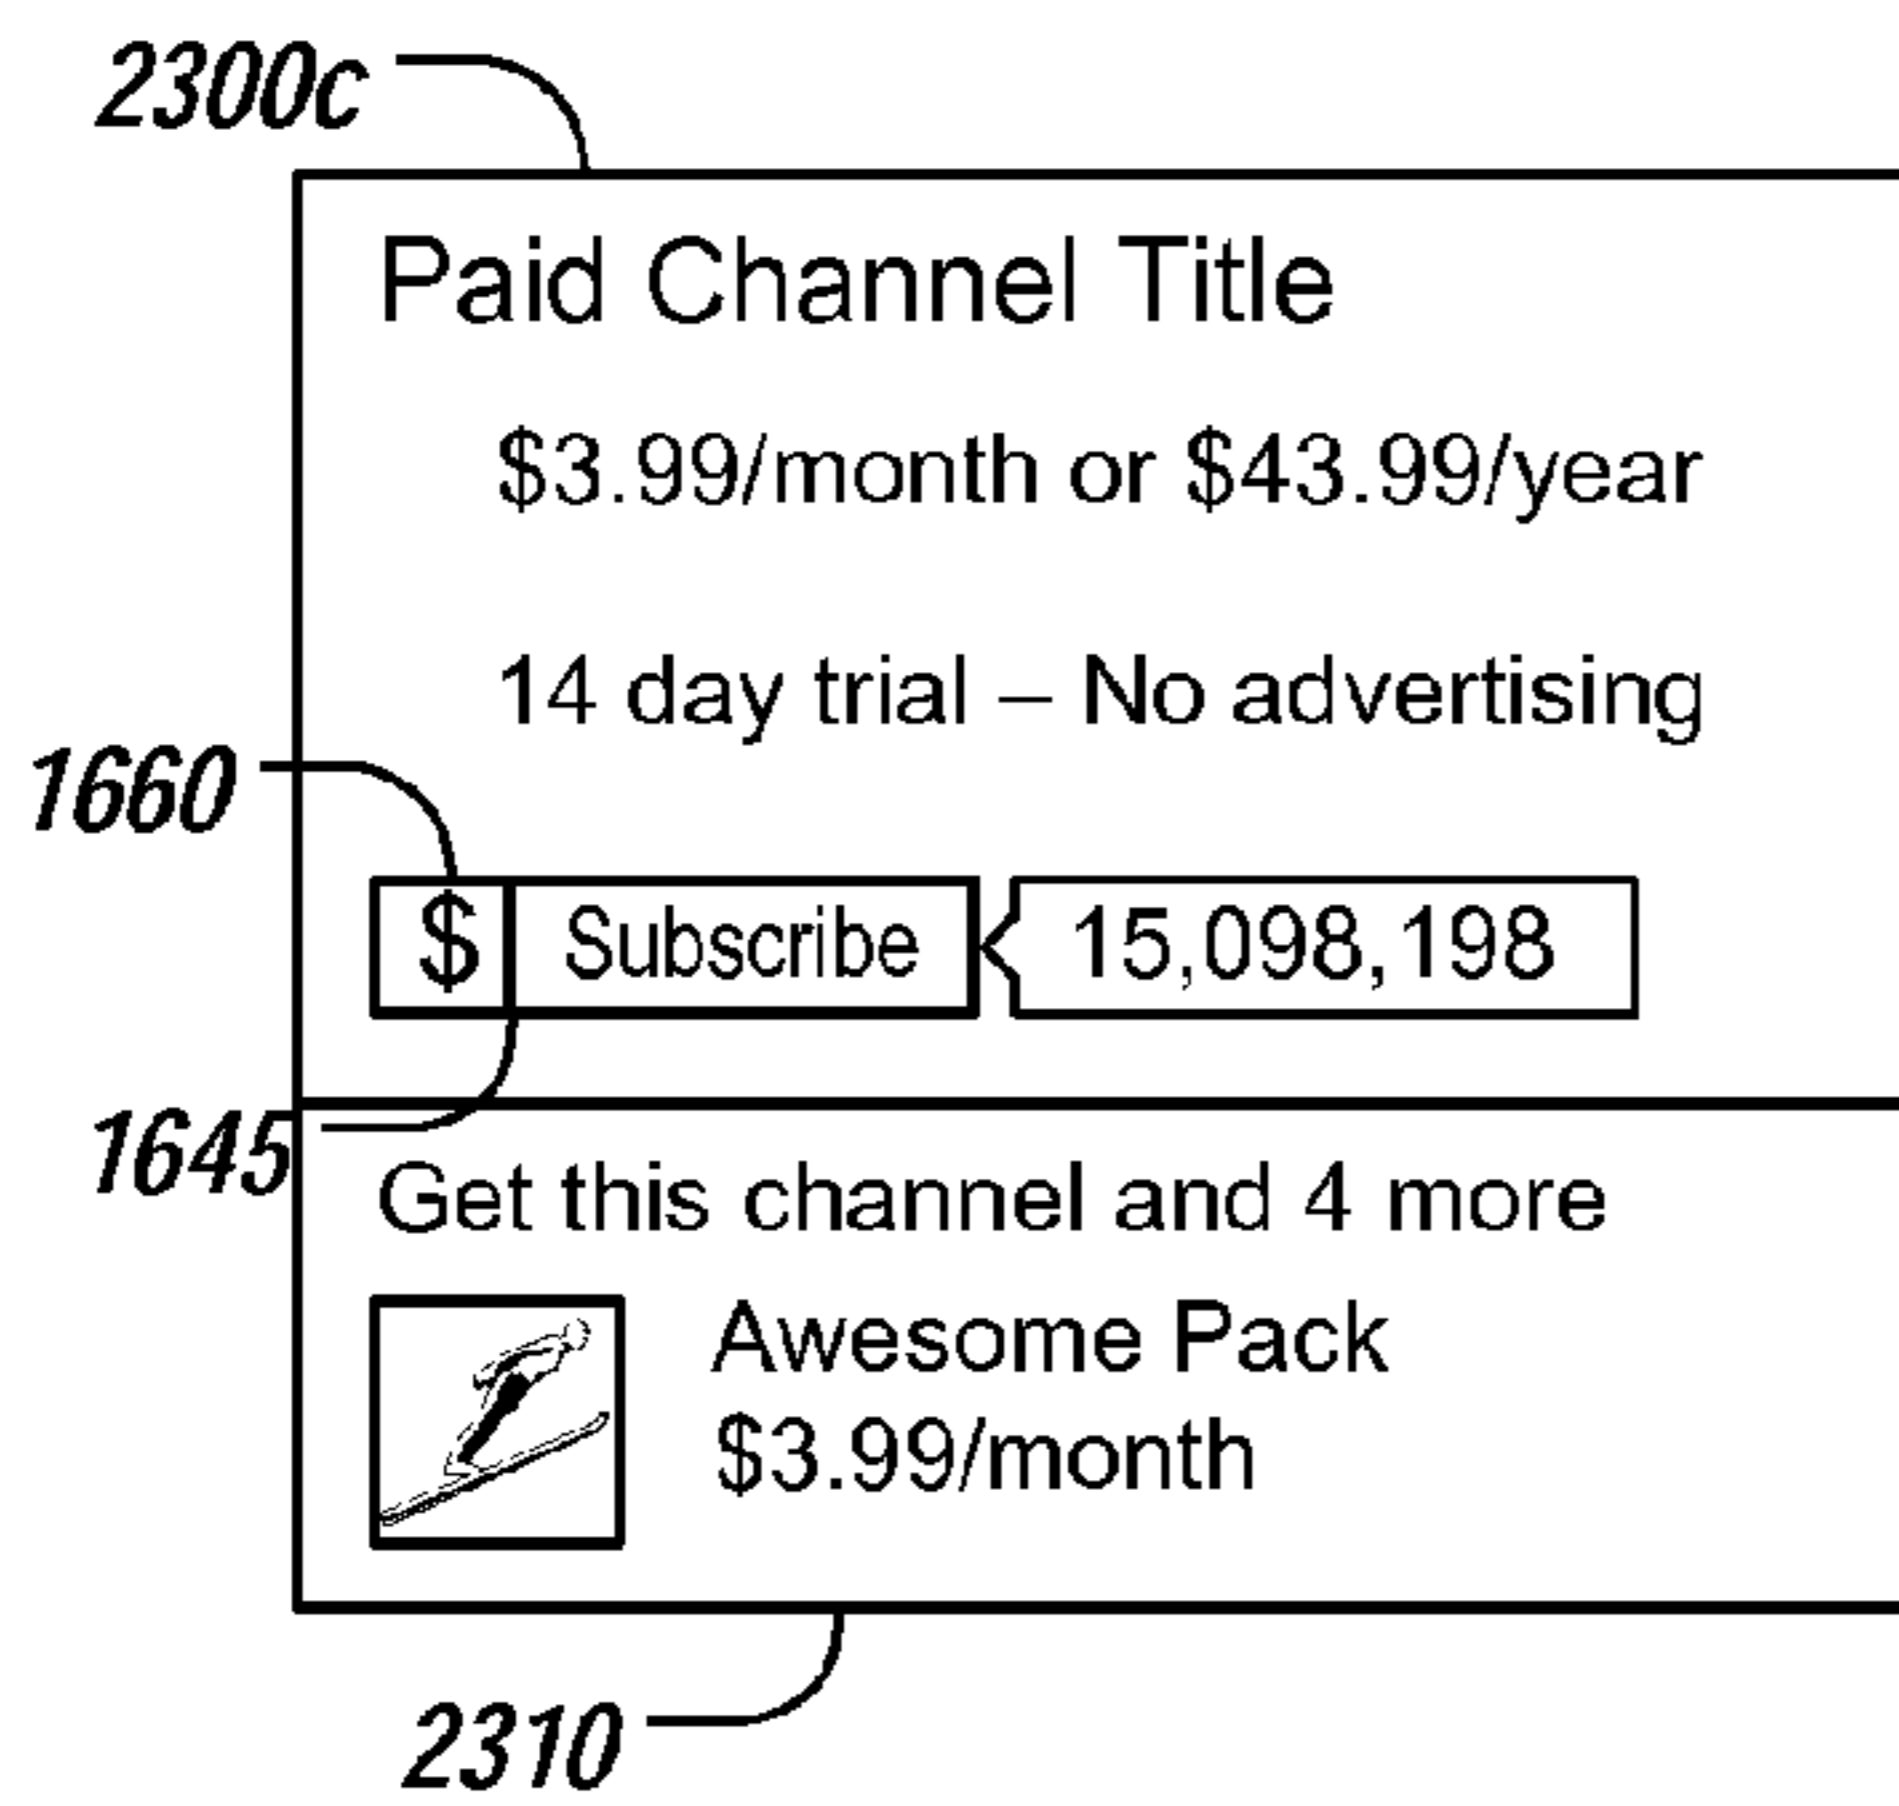 2300c
Paid Channel Title
$3.99/month or $43.99/year
14 day trial – No advertising
1660
$ Subscribe 15,098,198
1645
Get this channel and 4 more
Awesome Pack
$3.99/month
2310